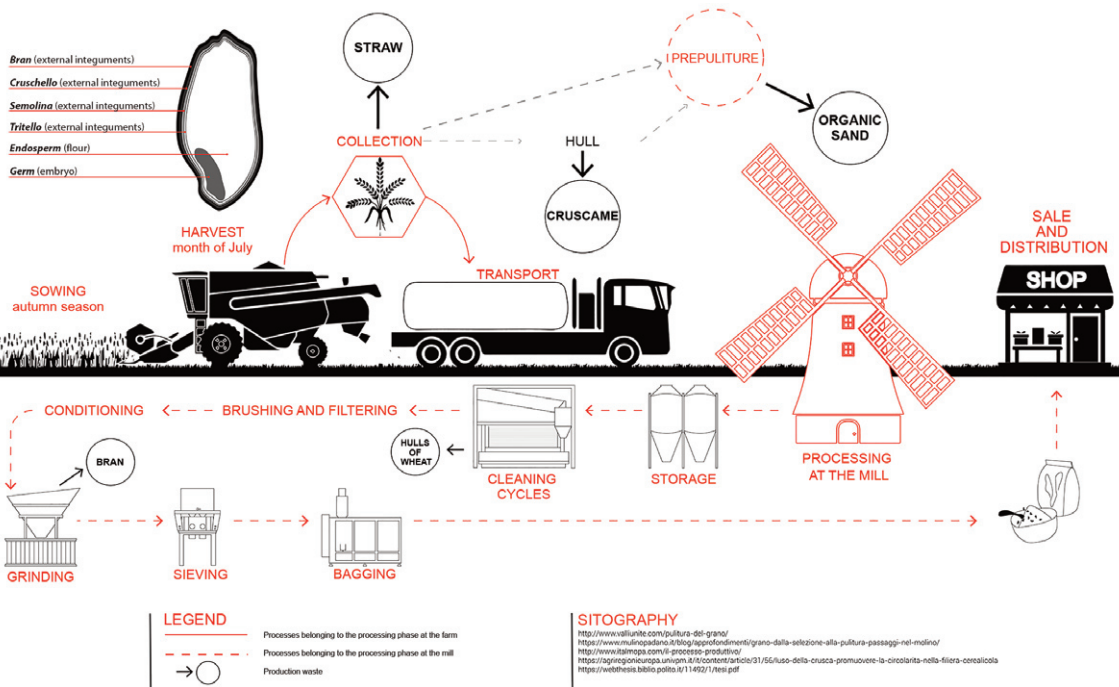 Bran (external integuments)
Cruschello (external integuments)
Semolina (external integuments)
Tritello (external integuments)
Endosperm (flour)
Germ (embryo)
STRAW
PREPULITURE
ORGANIC
SAND
COLLECTION
HULL
CRUSCAME
HARVEST
month of July
SOWING
autumn season
TRANSPORT
SALE
AND
DISTRIBUTION
SHOP
CONDITIONING
BRUSHING AND FILTERING
BRAN
HULLS
OF
WHEAT
CLEANING
CYCLES
STORAGE
PROCESSING
AT THE MILL
GRINDING
SIEVING
BAGGING
LEGEND
Processes belonging to the processing phase at the farm
Processes belonging to the processing phase at the mill
Production waste
SITOGRAPHY
http://www.valliunite.com/pulitura-del-grano/
https://www.mulinopadano.it/blog/approfondimenti/grano-dalla-selezione-alla-pulitura-passaggi-nel-molino/
http://www.italmopa.com/il-processo-produttivo/
https://agriregionieuropa.univpm.it/it/content/article/31/56/luso-della-crusca-promuovere-la-circolarita-nella-filiera-cerealicola
https://webthesis.biblio.polito.it/11492/1/tesi.pdf